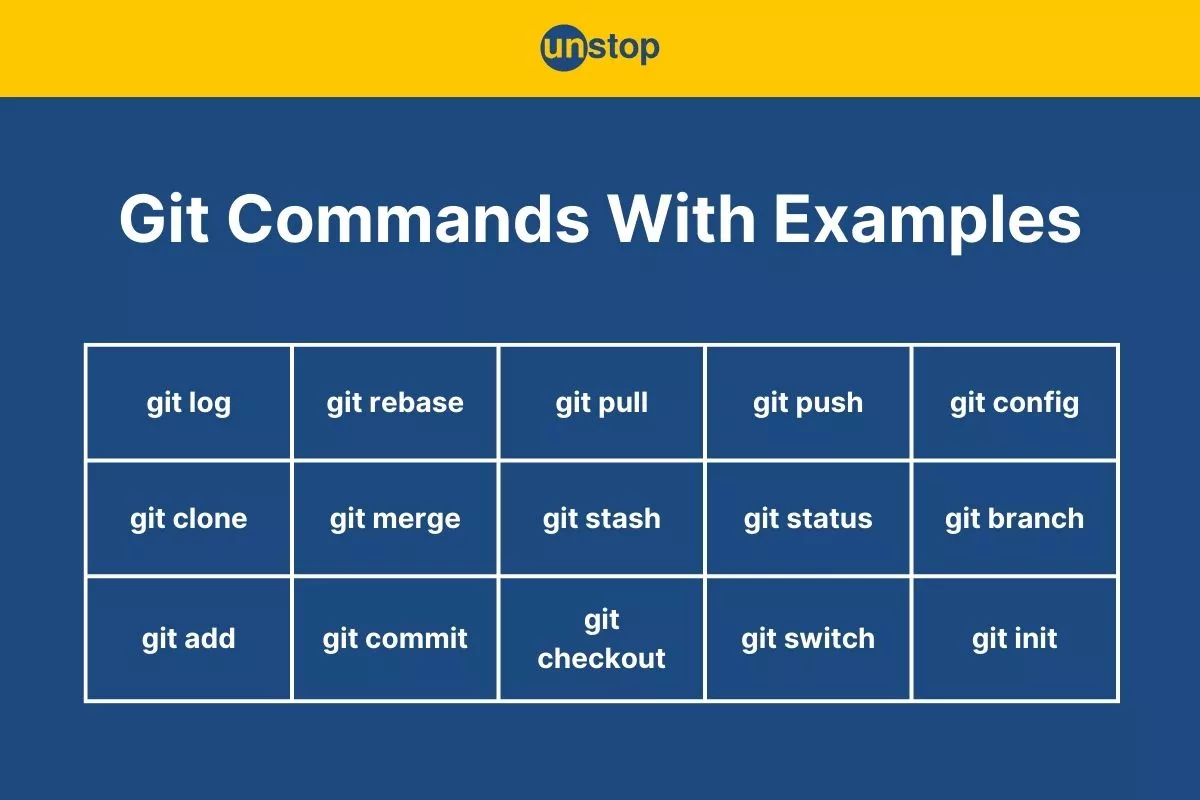 unstop
Git Commands With Examples
git log
git rebase
git pull
git push
git config
git clone
git merge
git stash
git status
git branch
git add
git commit
git
checkout
git switch
git init